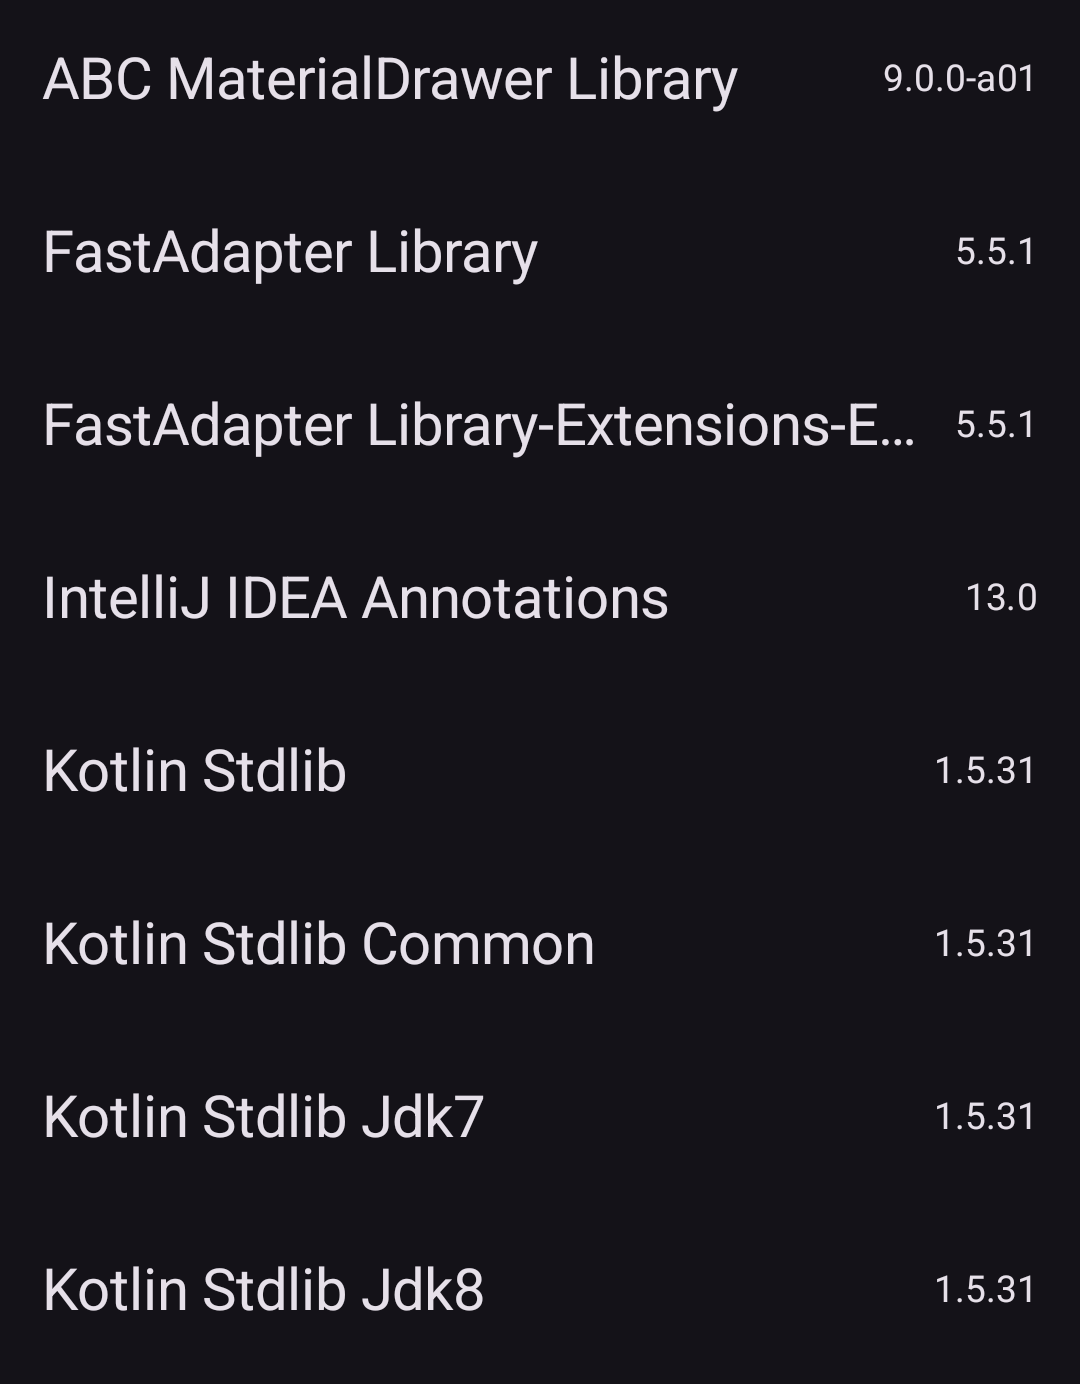 ABC MaterialDrawer Library 9.0.0-a01
FastAdapter Library 5.5.1
FastAdapter Library-Extensions-E... 5.5.1
IntelliJ IDEA Annotations 13.0
Kotlin Stdlib 1.5.31
Kotlin Stdlib Common 1.5.31
Kotlin Stdlib Jdk7 1.5.31
Kotlin Stdlib Jdk8 1.5.31